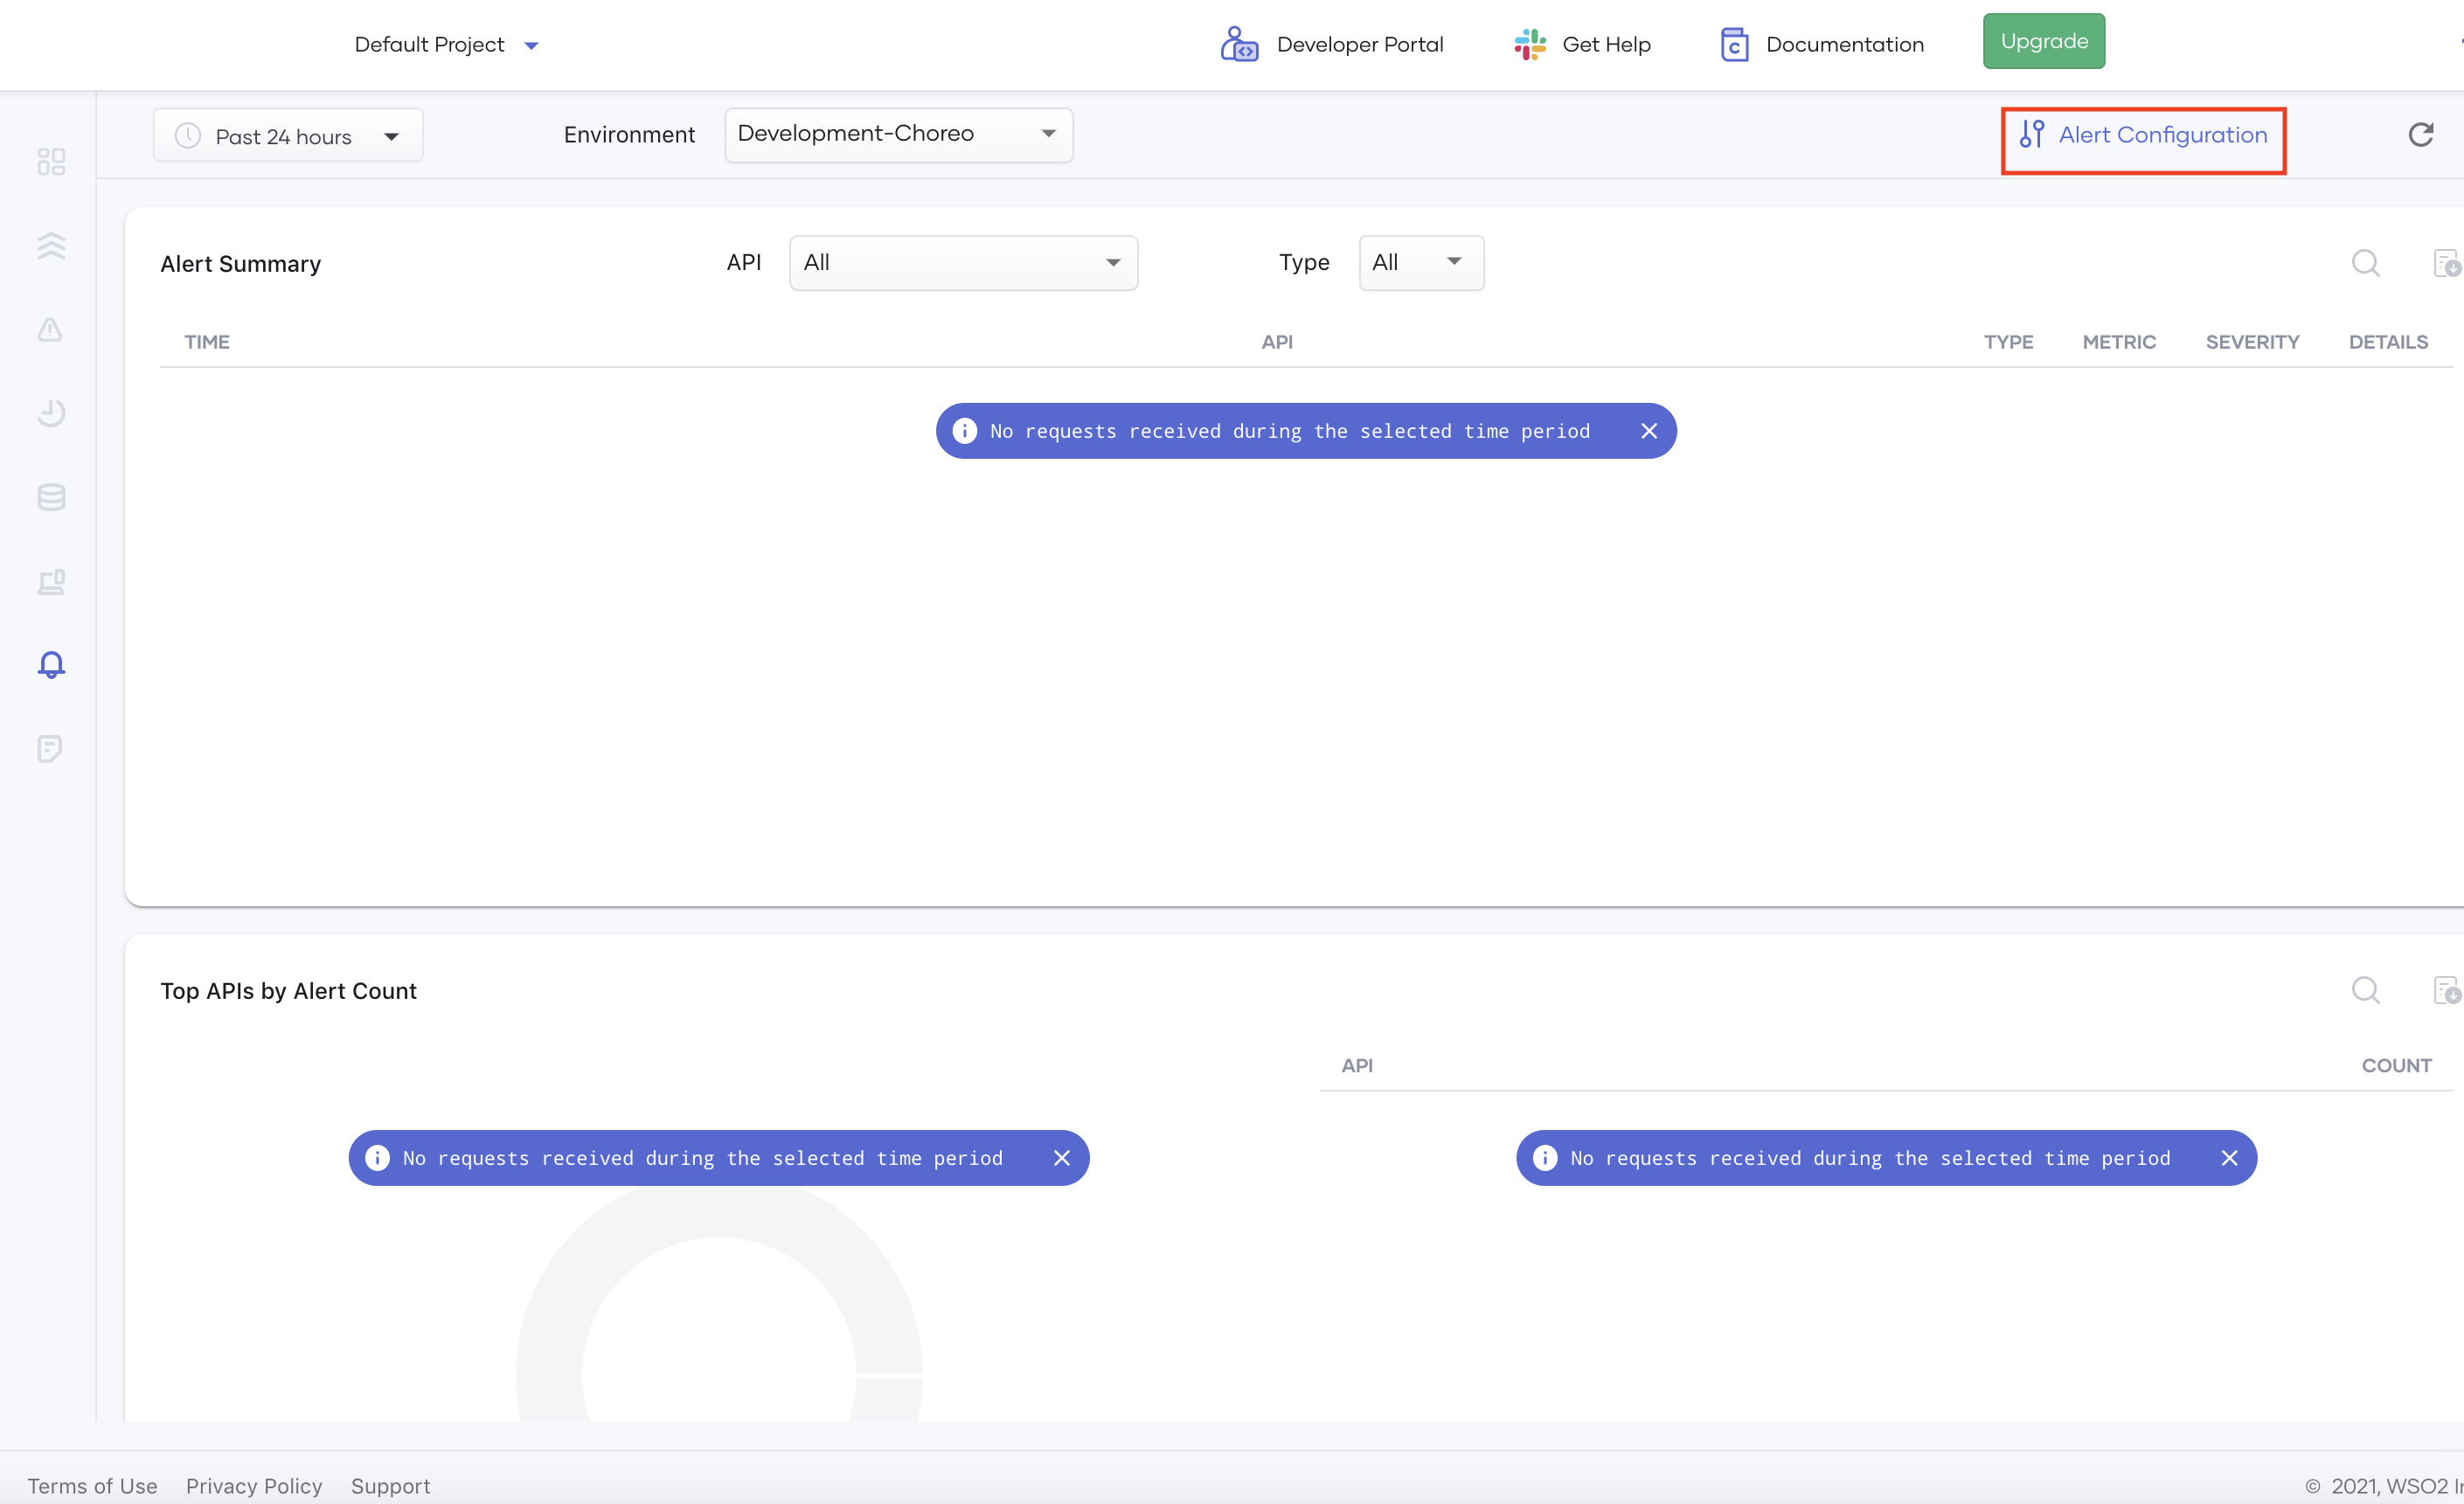 Default Project
Developer Portal
Get Help
Documentation
Upgrade
Past 24 hours
Environment
Development-Choreo
Alert Configuration
Alert Summary
API
All
Type
All
TIME
API
TYPE
METRIC
SEVERITY
DETAILS
No requests received during the selected time period
Top APIs by Alert Count
API
COUNT
No requests received during the selected time period
No requests received during the selected time period
Terms of Use
Privacy Policy
Support
© 2021, WSO2